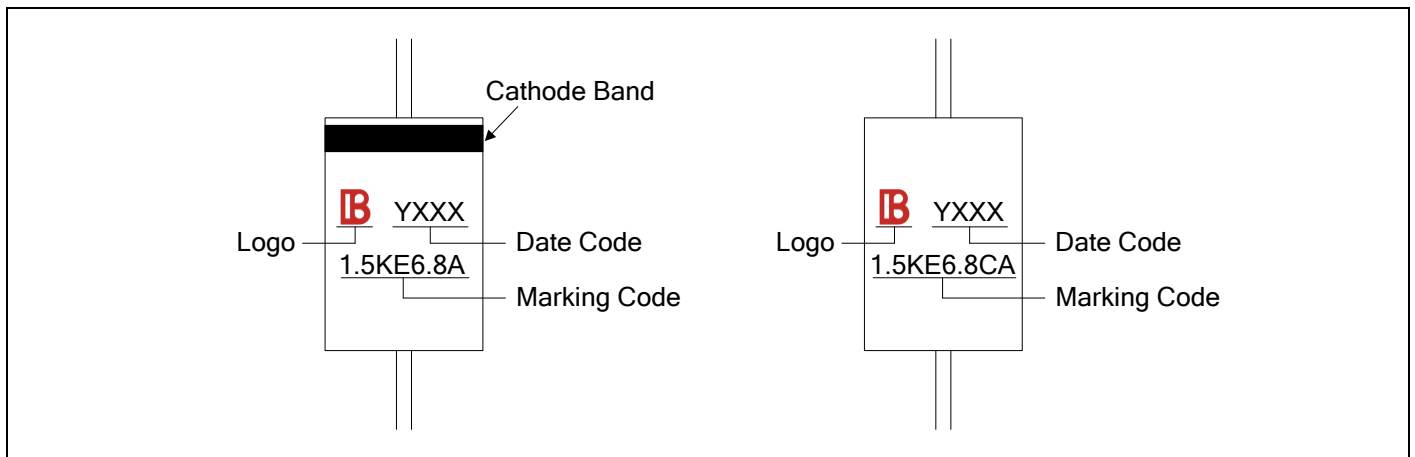 Cathode Band
B YXXX
Logo
Date Code
1.5KE6.8A
Marking Code
B YXXX
Logo
Date Code
1.5KE6.8CA
Marking Code